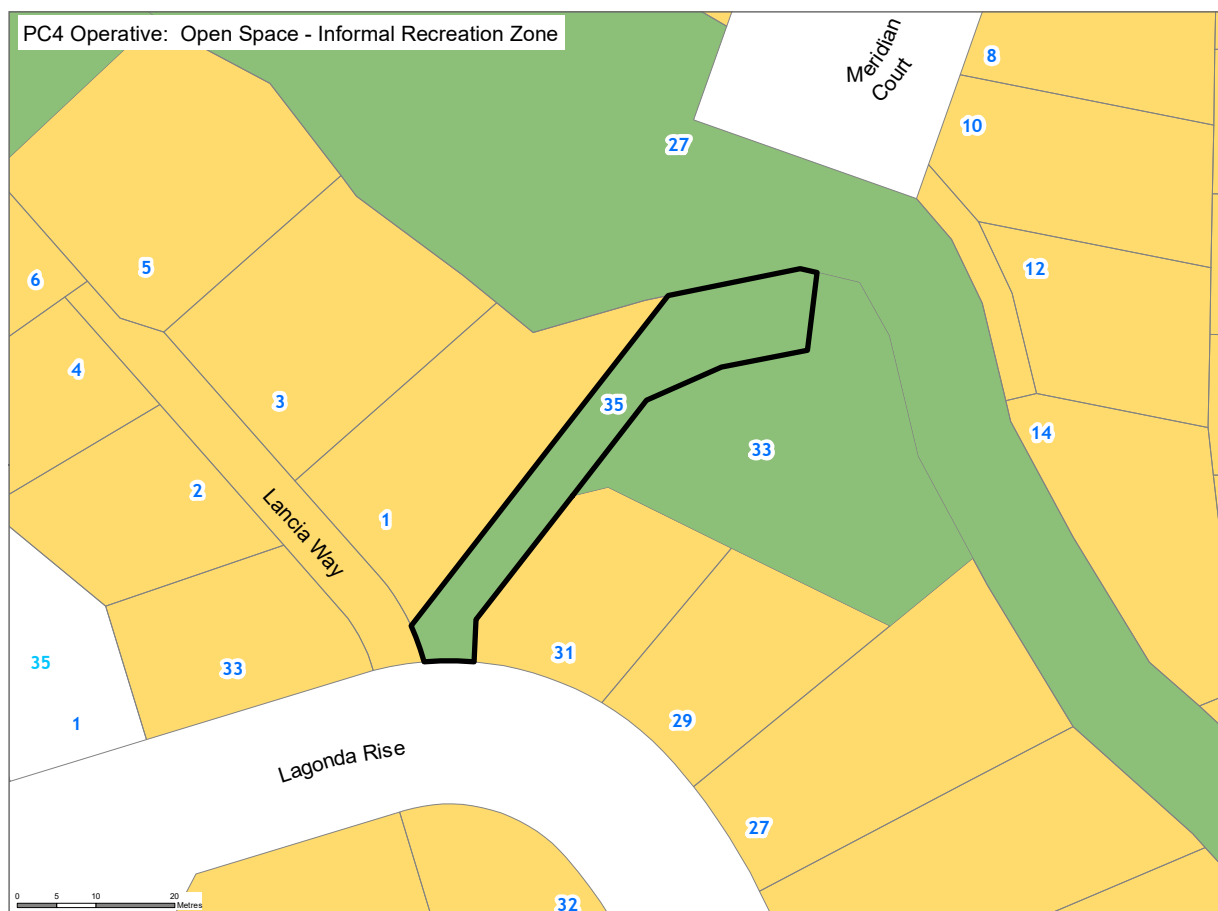 PC4 Operative: Open Space - Informal Recreation Zone
Meridian
Court
8
10
27
12
5
6
4
3
35
33
14
2
1
Lancia Way
31
33
35
29
1
Lagonda Rise
27
32
0 5 10 20
Metres